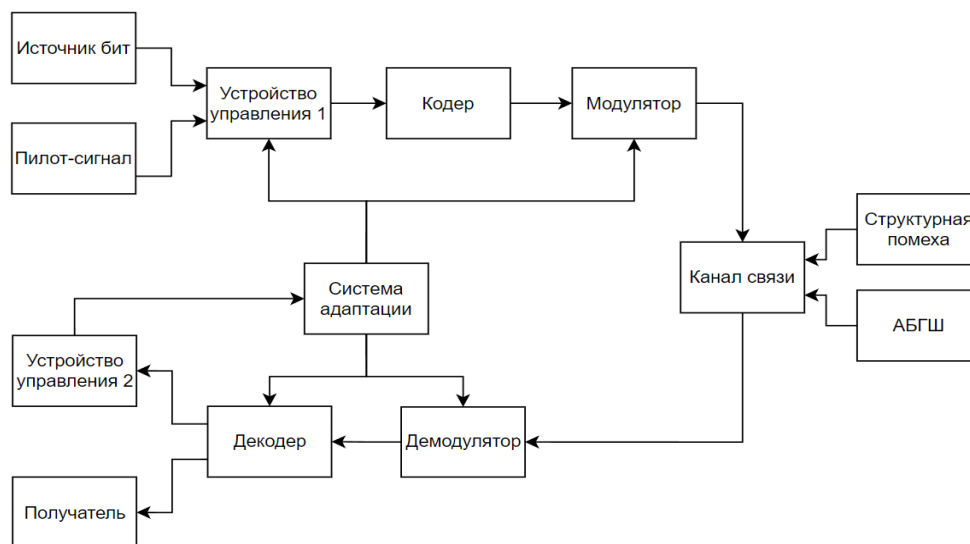 Источник бит
Устройство
управления 1
Кодер
Модулятор
Пилот-сигнал
Структурная
помеха
Канал связи
Система
адаптации
АБГШ
Устройство
управления 2
Декодер
Демодулятор
Получатель